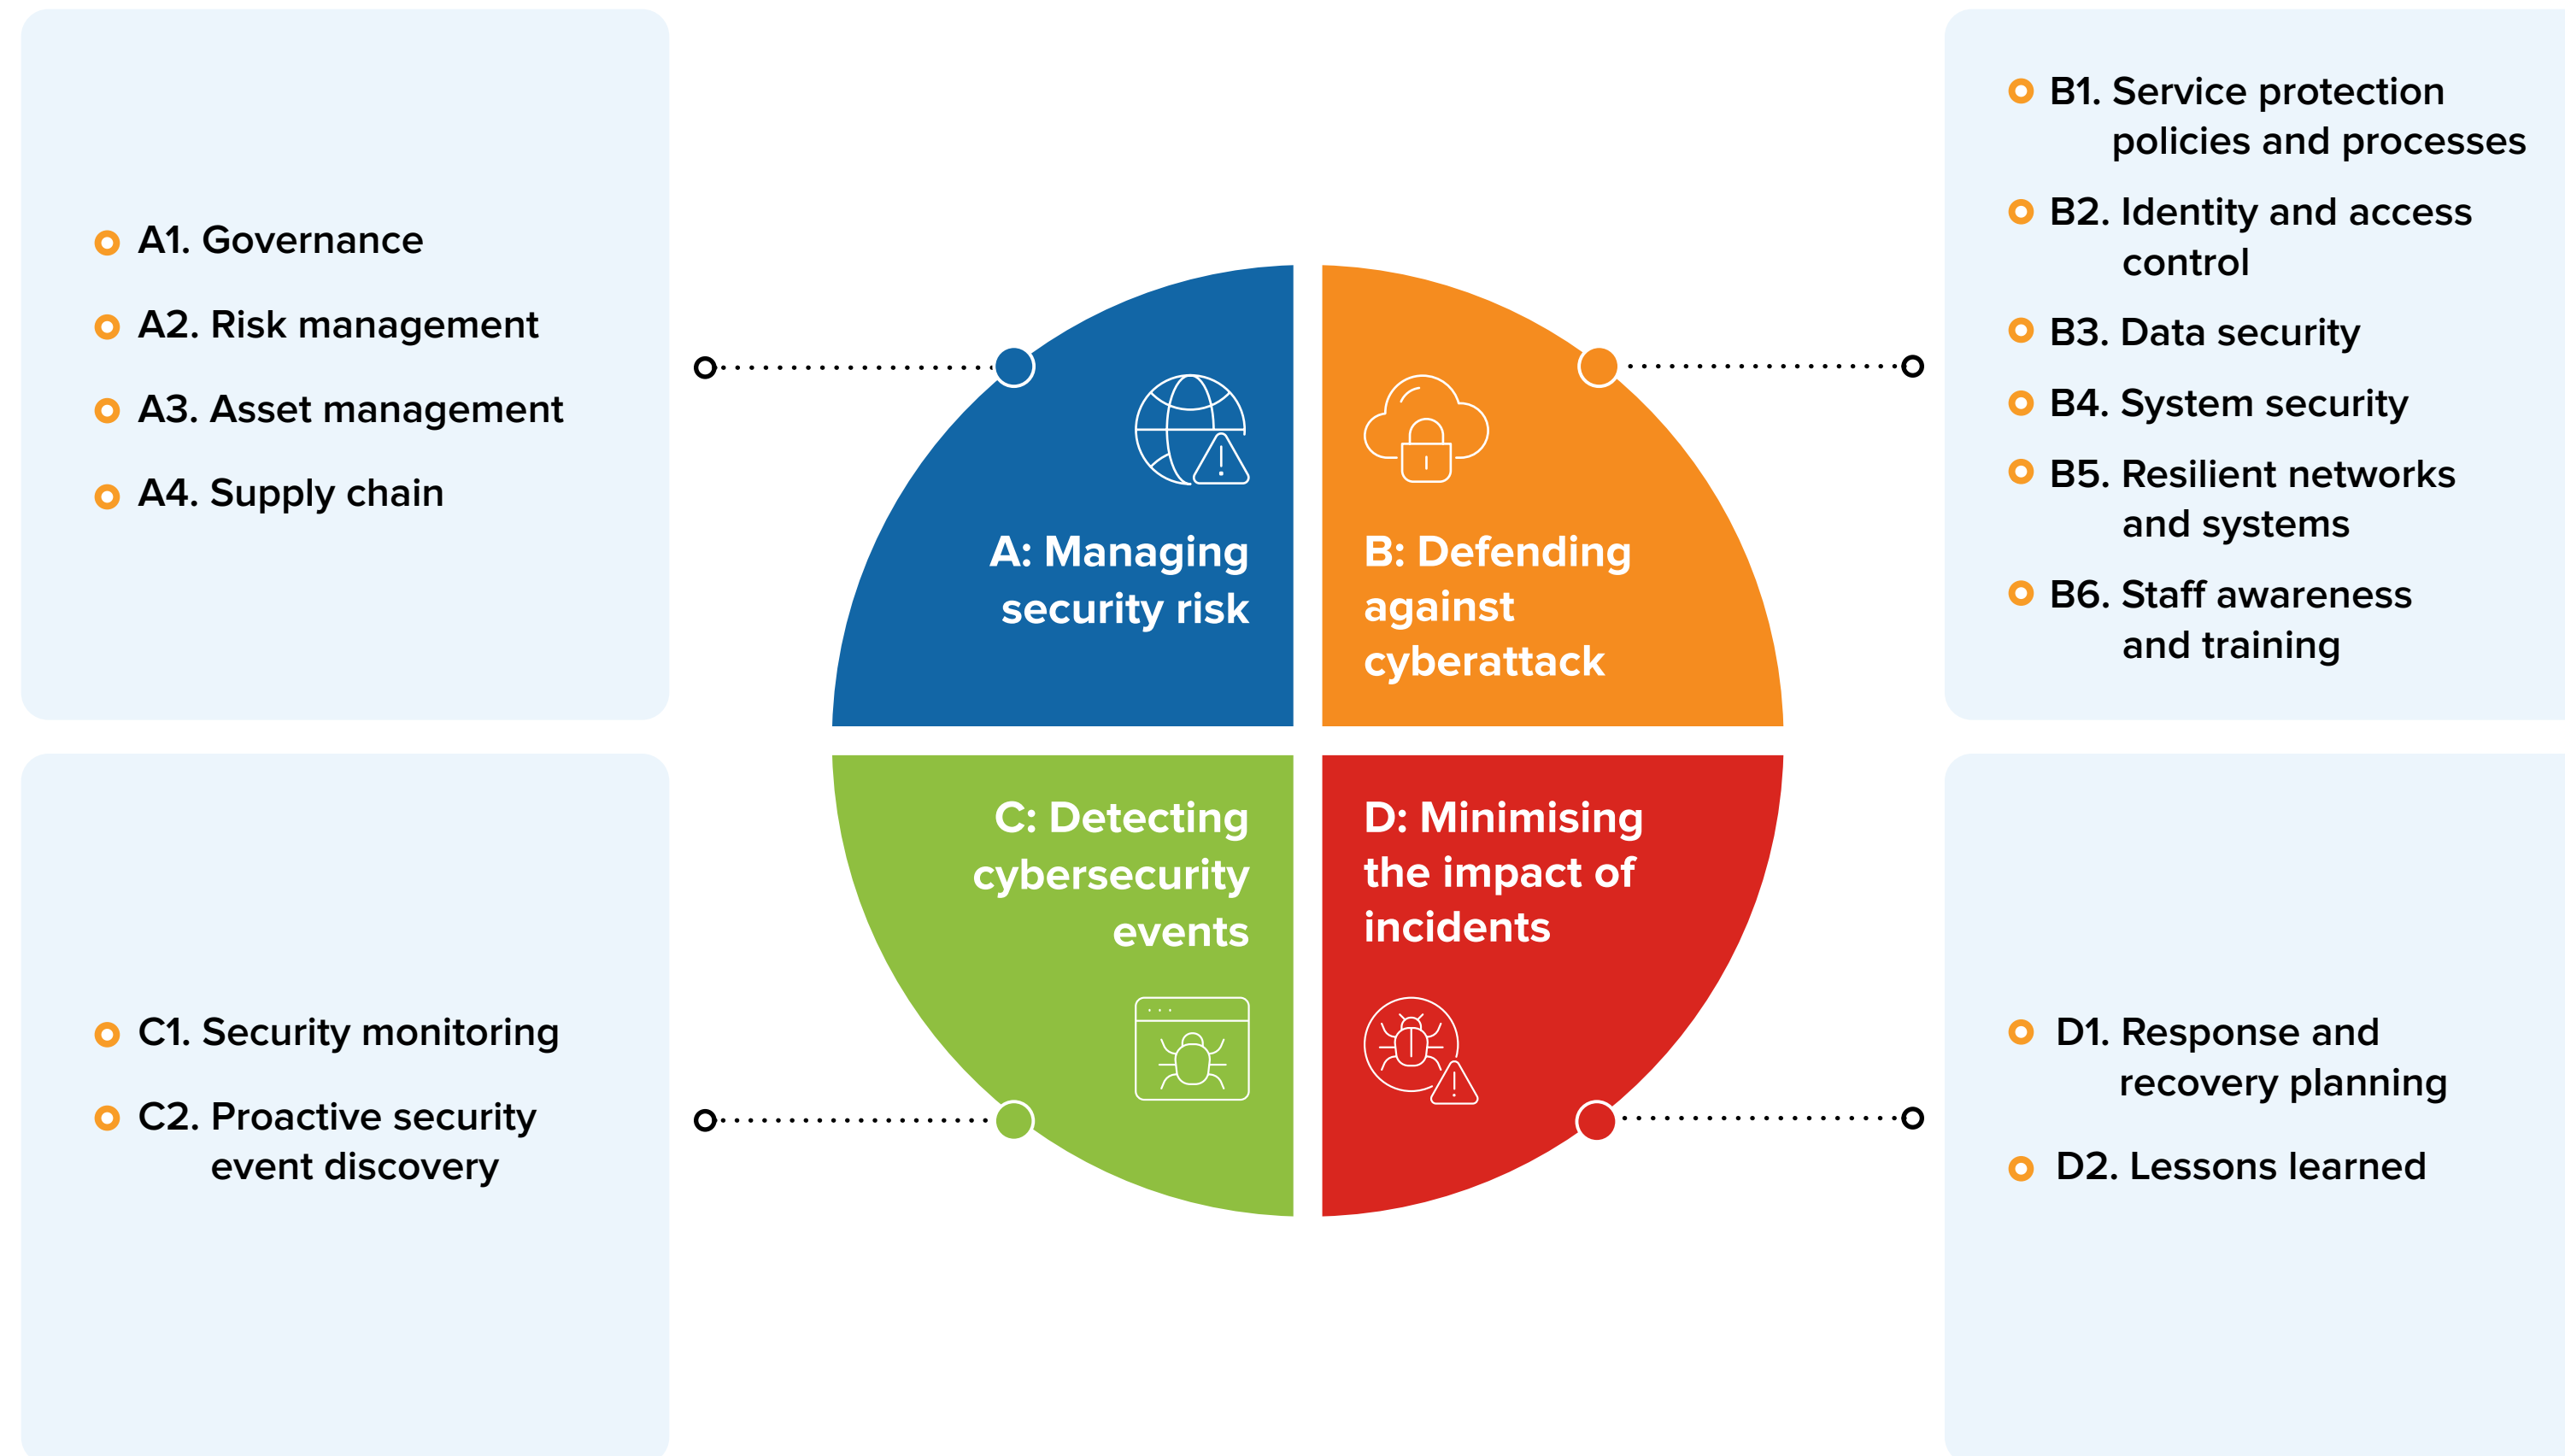 A1. Governance
A2. Risk management
A3. Asset management
A4. Supply chain
A: Managing
security risk
B: Defending
against
cyberattack
B1. Service protection
policies and processes
B2. Identity and access
control
B3. Data security
B4. System security
B5. Resilient networks
and systems
B6. Staff awareness
and training
C1. Security monitoring
C2. Proactive security
event discovery
C: Detecting
cybersecurity
events
D: Minimising
the impact of
incidents
D1. Response and
recovery planning
D2. Lessons learned